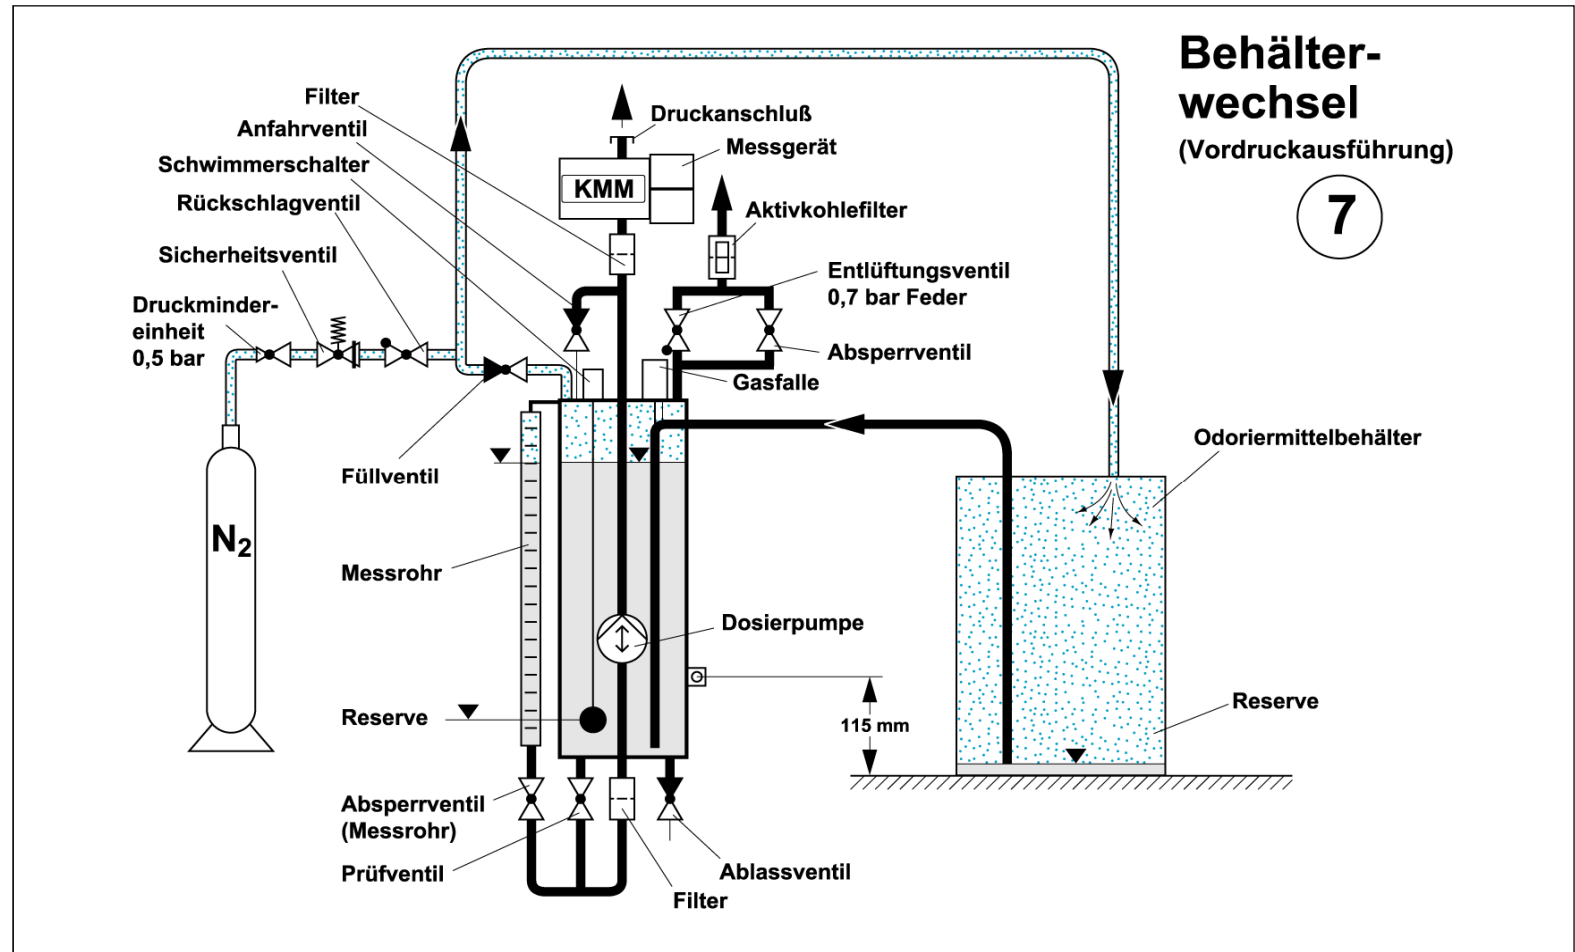 Behälter-
wechsel
(Vordruckausführung)
7
Filter
Anfahrventil
Schwimmerschalter
Rückschlagventil
Sicherheitsventil
Druckminder-
einheit
0,5 bar
Druckanschluß
Messgerät
KMM
Aktivkohlefilter
Entlüftungsventil
0,7 bar Feder
Absperrventil
Gasfalle
Odoriermittelbehälter
Füllventil
N2
Messrohr
Dosierpumpe
Reserve
115 mm
Reserve
Absperrventil
(Messrohr)
Prüfventil
Ablassventil
Filter